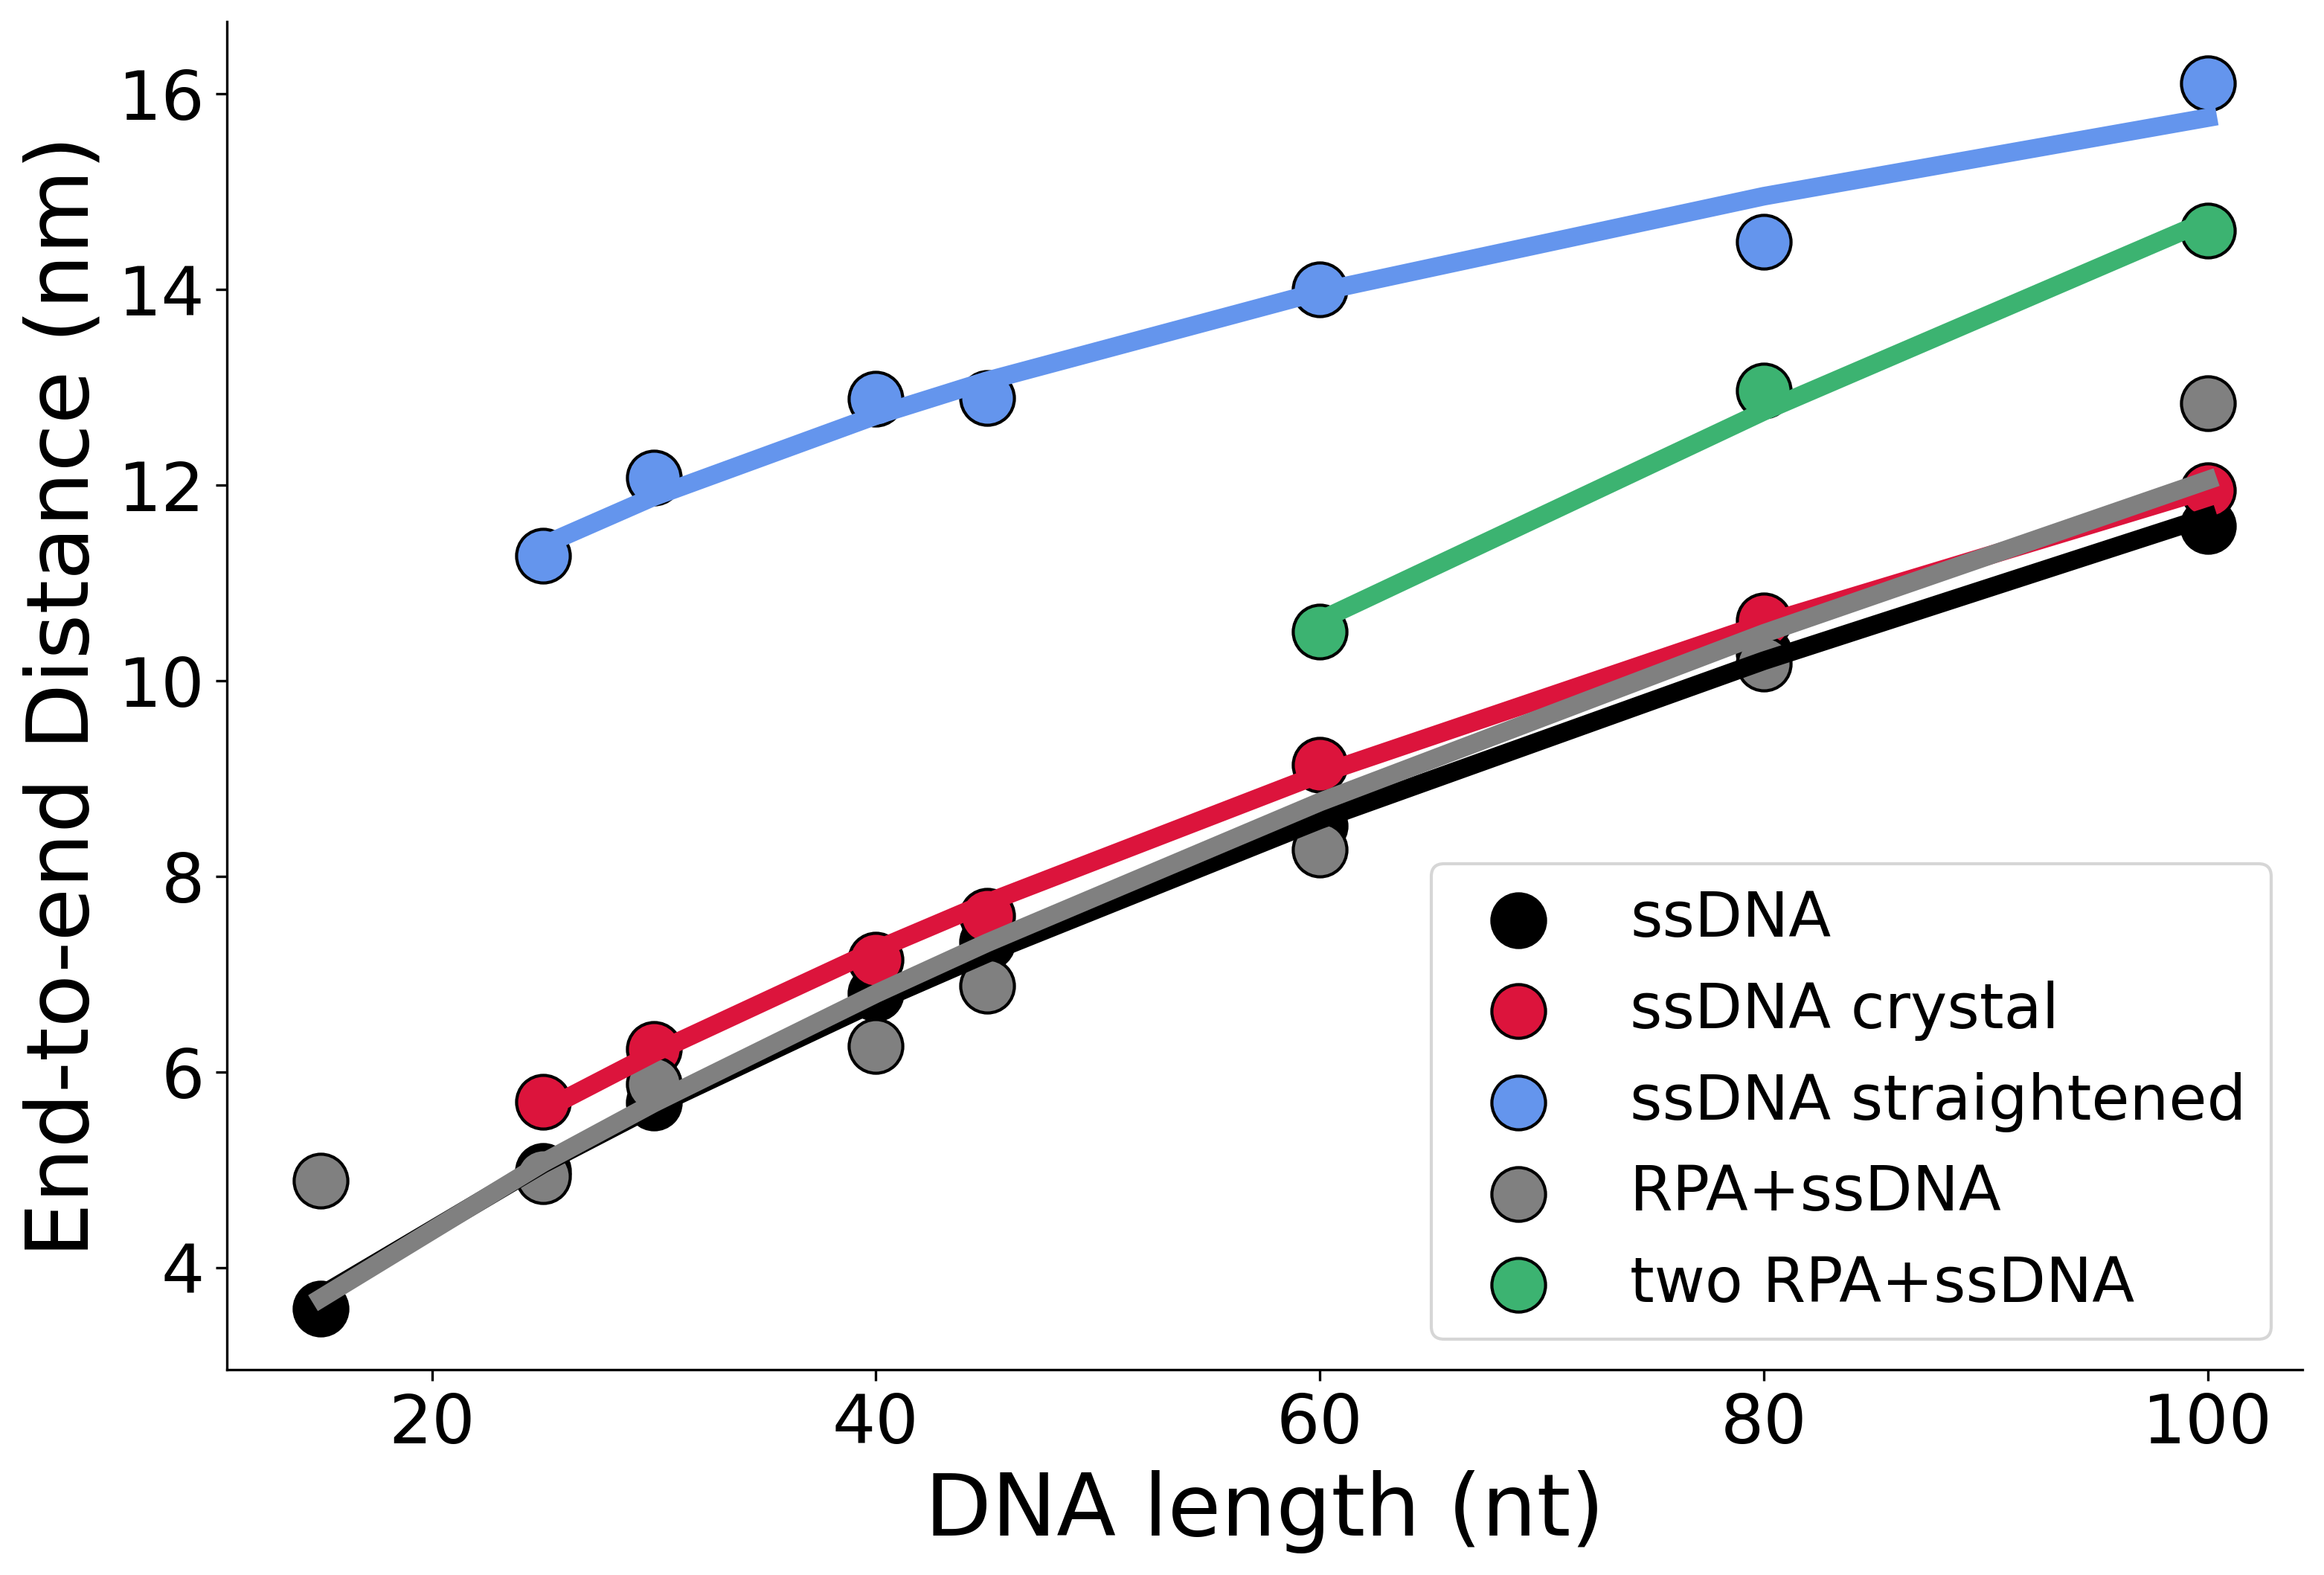 End-to-end Distance (nm)
16
14
12
10
8
6
4
ssDNA
ssDNA crystal
ssDNA straightened
RPA+ssDNA
two RPA+ssDNA
20 40 60 80 100
DNA length (nt)